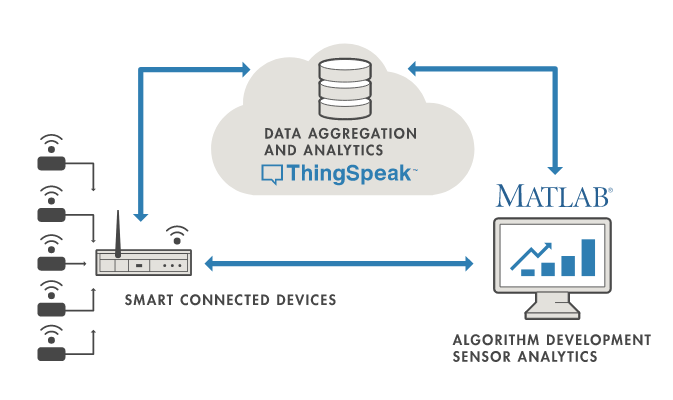 DATA AGGREGATION
AND ANALYTICS
ThingSpeak™
MATLAB®
SMART CONNECTED DEVICES
ALGORITHM DEVELOPMENT
SENSOR ANALYTICS